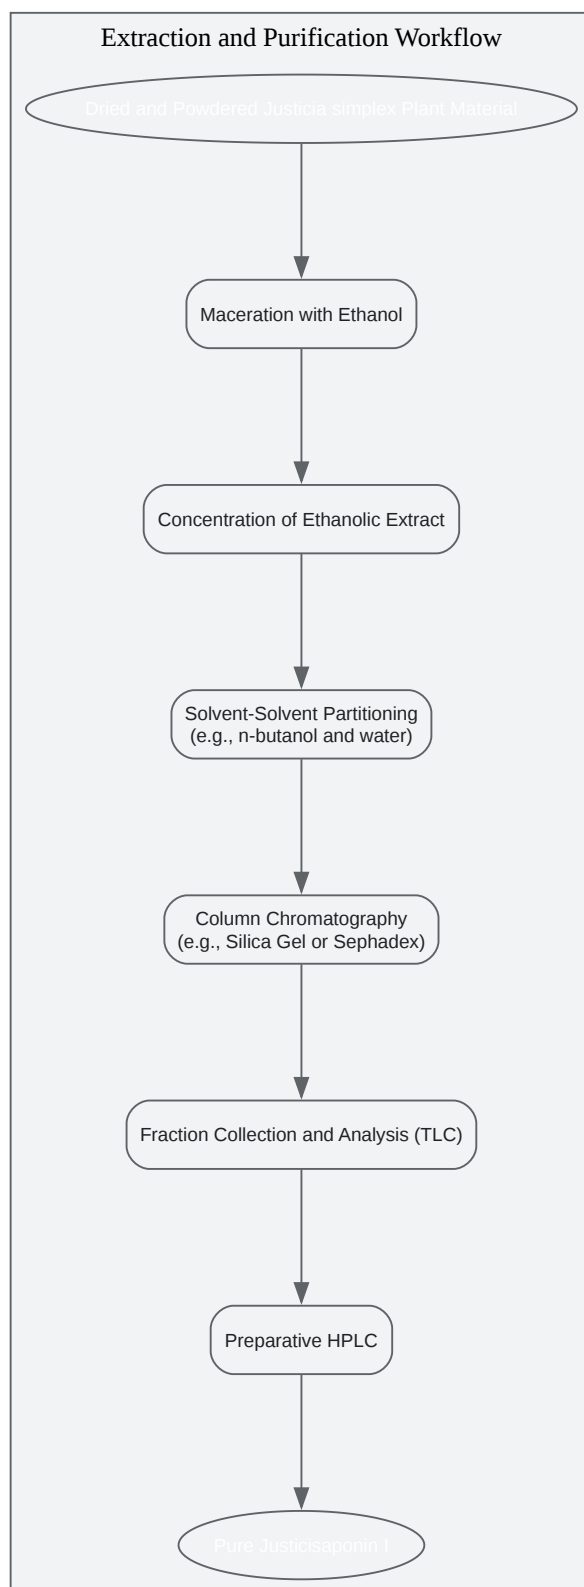 Extraction and Purification Workflow
Dried and Powdered Justicia simplex Plant Material
Maceration with Ethanol
Concentration of Ethanolic Extract
Solvent-Solvent Partitioning
(e.g., n-butanol and water)
Column Chromatography
(e.g., Silica Gel or Sephadex)
Fraction Collection and Analysis (TLC)
Preparative HPLC
Pure Justicisaponin I